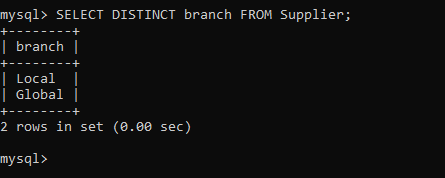 mysql> SELECT DISTINCT branch FROM Supplier;
+--------+
| branch |
+--------+
| Local  |
| Global |
+--------+
2 rows in set (0.00 sec)
mysql>